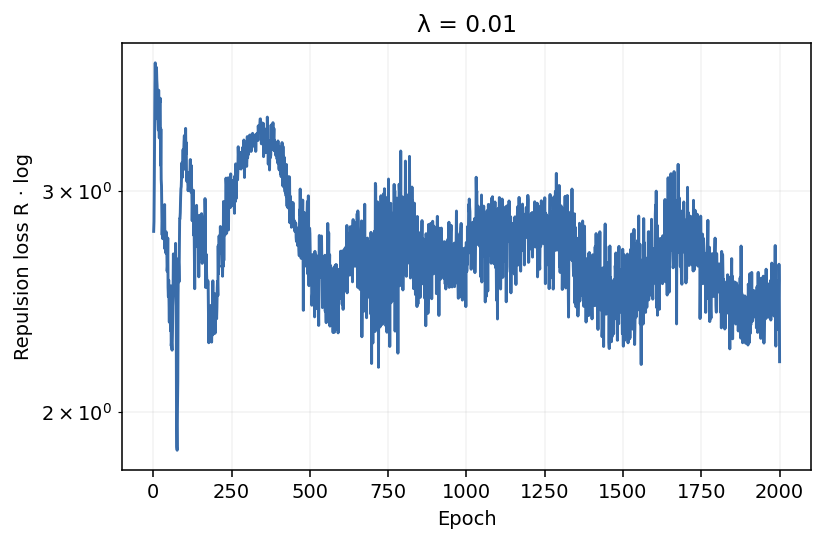 λ = 0.01
Repulsion loss R · log
3 × 10⁰
2 × 10⁰
0 250 500 750 1000 1250 1500 1750 2000
Epoch